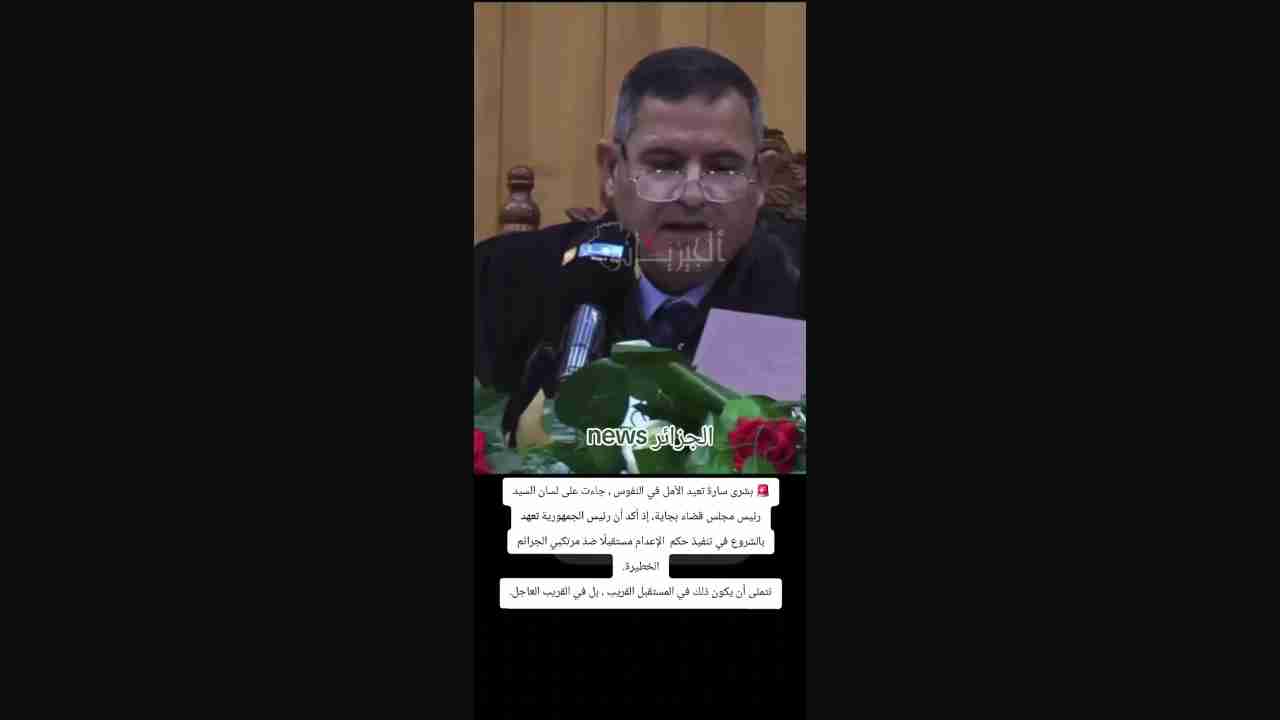 ألجيريا
الجزائر news
🚨 بشرى سارة تعيد الأمل في النفوس ، جاءت على لسان السيد
رئيس مجلس قضاء بجاية، إذ أكد أن رئيس الجمهورية تعهد
بالشروع في تنفيذ حكم الإعدام مستقبلًا ضد مرتكبي الجرائم
الخطيرة.
نتمنى أن يكون ذلك في المستقبل القريب ، بل في القريب العاجل.